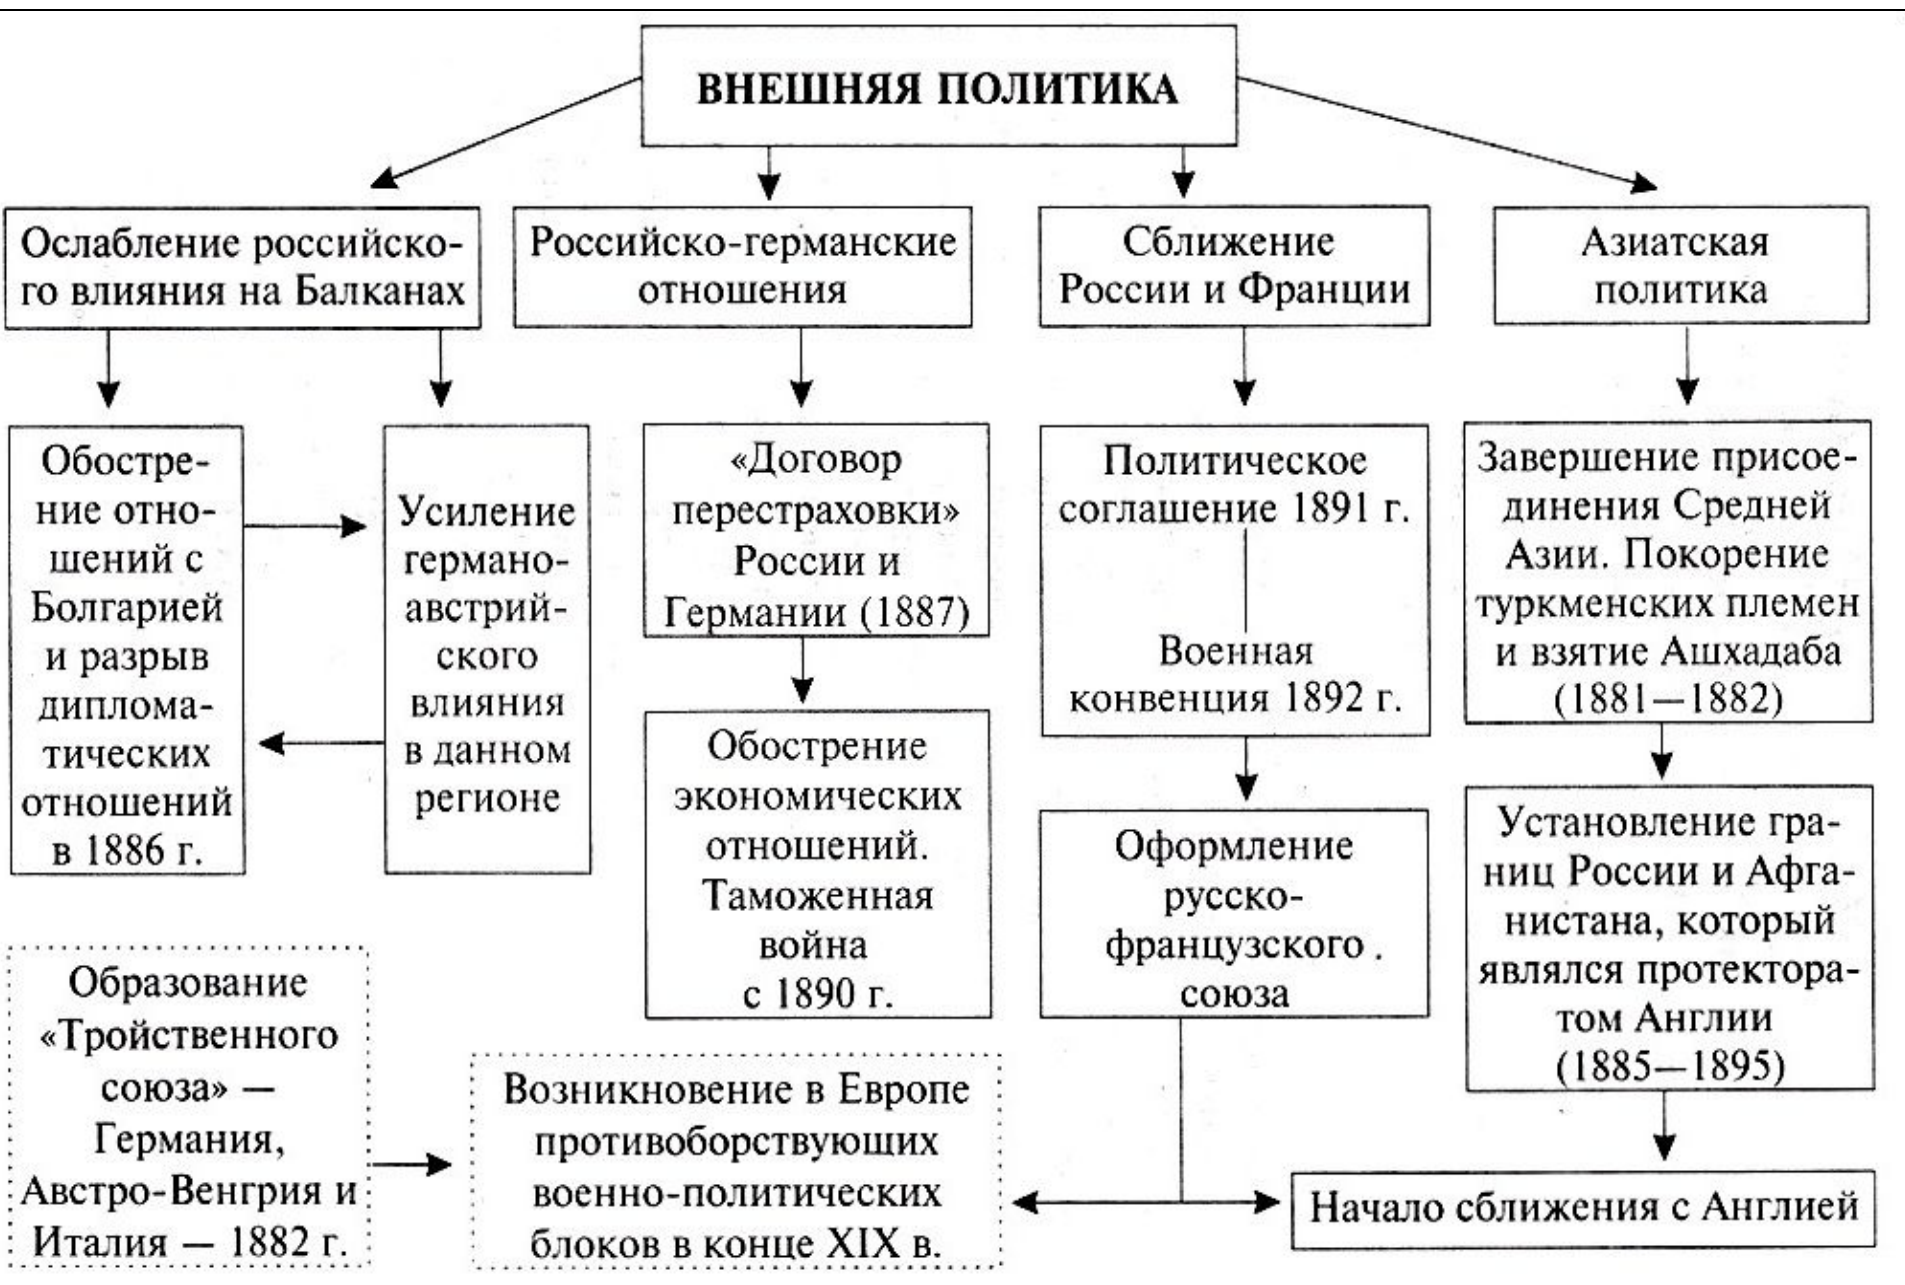 ВНЕШНЯЯ ПОЛИТИКА
Ослабление российско-
го влияния на Балканах
Российско-германские
отношения
Сближение
России и Франции
Азиатская
политика
Обостре-
ние отно-
шений с
Болгарией
и разрыв
диплома-
тических
отношений
в 1886 г.
Усиление
германо-
австрий-
ского
влияния
в данном
регионе
«Договор
перестраховки»
России и
Германии (1887)
Обострение
экономических
отношений.
Таможенная
война
с 1890 г.
Политическое
соглашение 1891 г.
Военная
конвенция 1892 г.
Оформление
русско-
французского
союза
Завершение присое-
динения Средней
Азии. Покорение
туркменских племен
и взятие Ашхадаба
(1881—1882)
Установление гра-
ниц России и Афга-
нистана, который
являлся протектора-
том Англии
(1885—1895)
Образование
«Тройственного
союза» —
Германия,
Австро-Венгрия и
Италия — 1882 г.
Возникновение в Европе
противоборствующих
военно-политических
блоков в конце XIX в.
Начало сближения с Англией